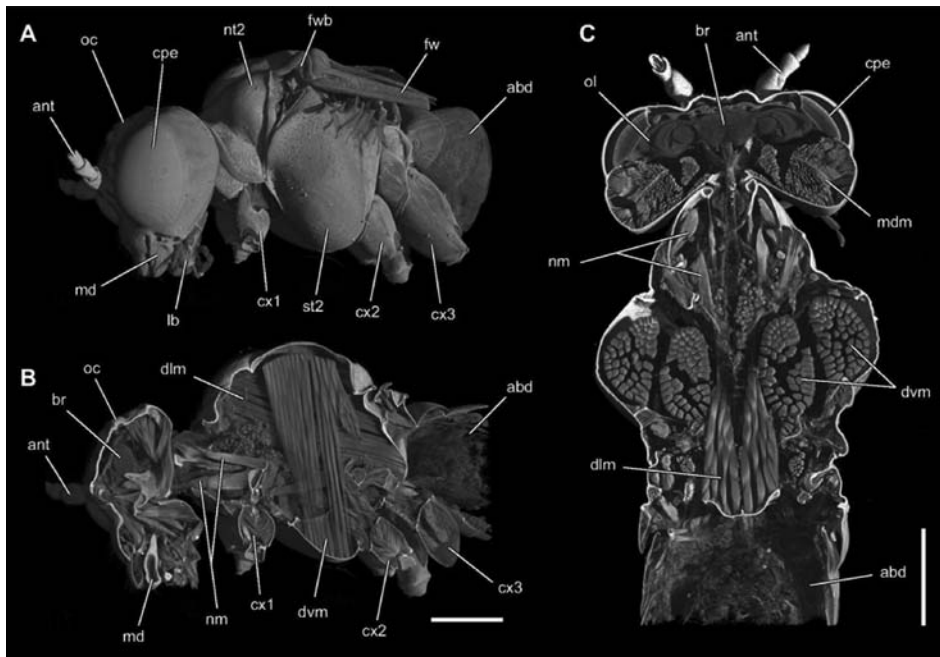 A
oc
cpe
nt2
fwb
fw
abd
ant
md
lb
cx1
st2
cx2
cx3
B
oc
br
ant
dlm
abd
md
nm
cx1
dvm
cx2
cx3
C
br
ant
cpe
ol
mdm
nm
dvm
dlm
abd